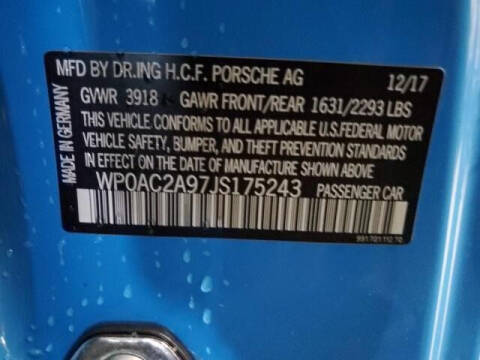 MFD BY DR.ING H.C.F. PORSCHE AG 12/17
GVWR 3918 GAWR FRONT/REAR 1631/2293 LBS
THIS VEHICLE CONFORMS TO ALL APPLICABLE U.S.FEDERAL MOTOR
VEHICLE SAFETY, BUMPER, AND THEFT PREVENTION STANDARDS
IN EFFECT ON THE DATE OF MANUFACTURE SHOWN ABOVE.
WP0AC2A97JS175243 PASSENGER CAR
MADE IN GERMANY